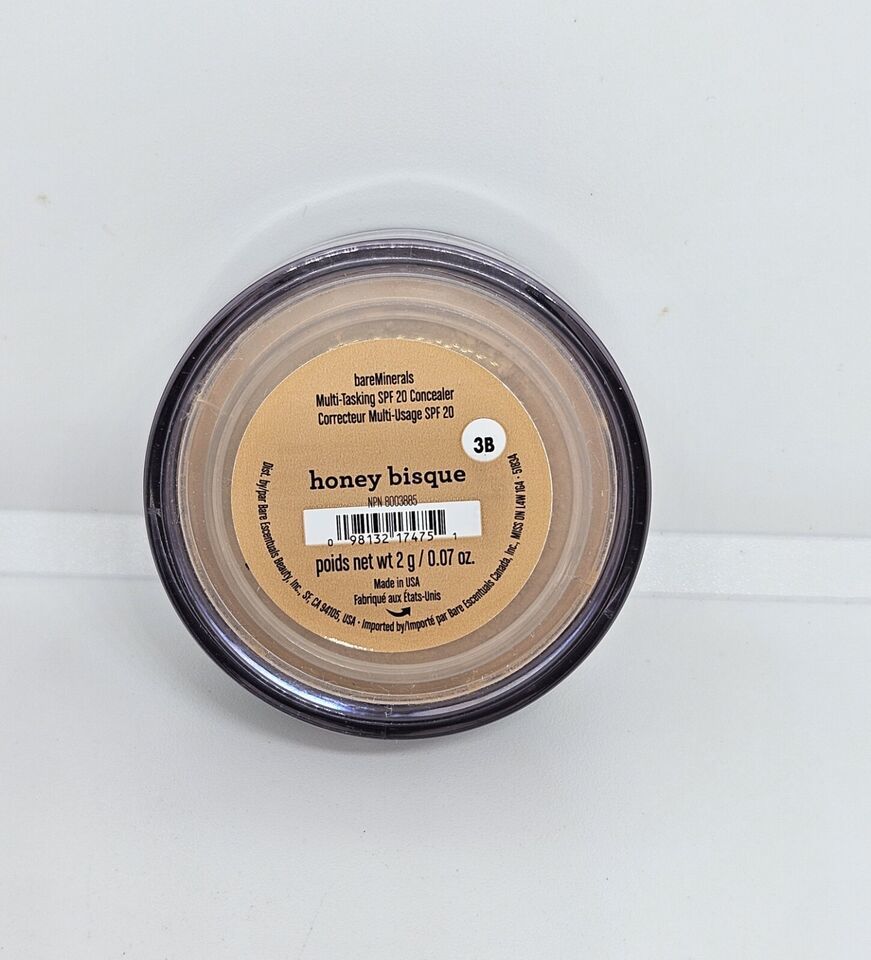 bareMinerals
Multi-Tasking SPF 20 Concealer
Correcteur Multi-Usage SPF 20
3B
honey bisque
NPN 8003885
0 98132 17475 1
poids net wt 2 g / 0.07 oz.
Made in USA
Fabriqué aux États-Unis
Dist. by/par Bare Escentuals Beauty, Inc., SF, CA 94105, USA • Imported by/Importé par Bare Escentuals Canada, Inc., MISS ON L4W 1G4 • 51834